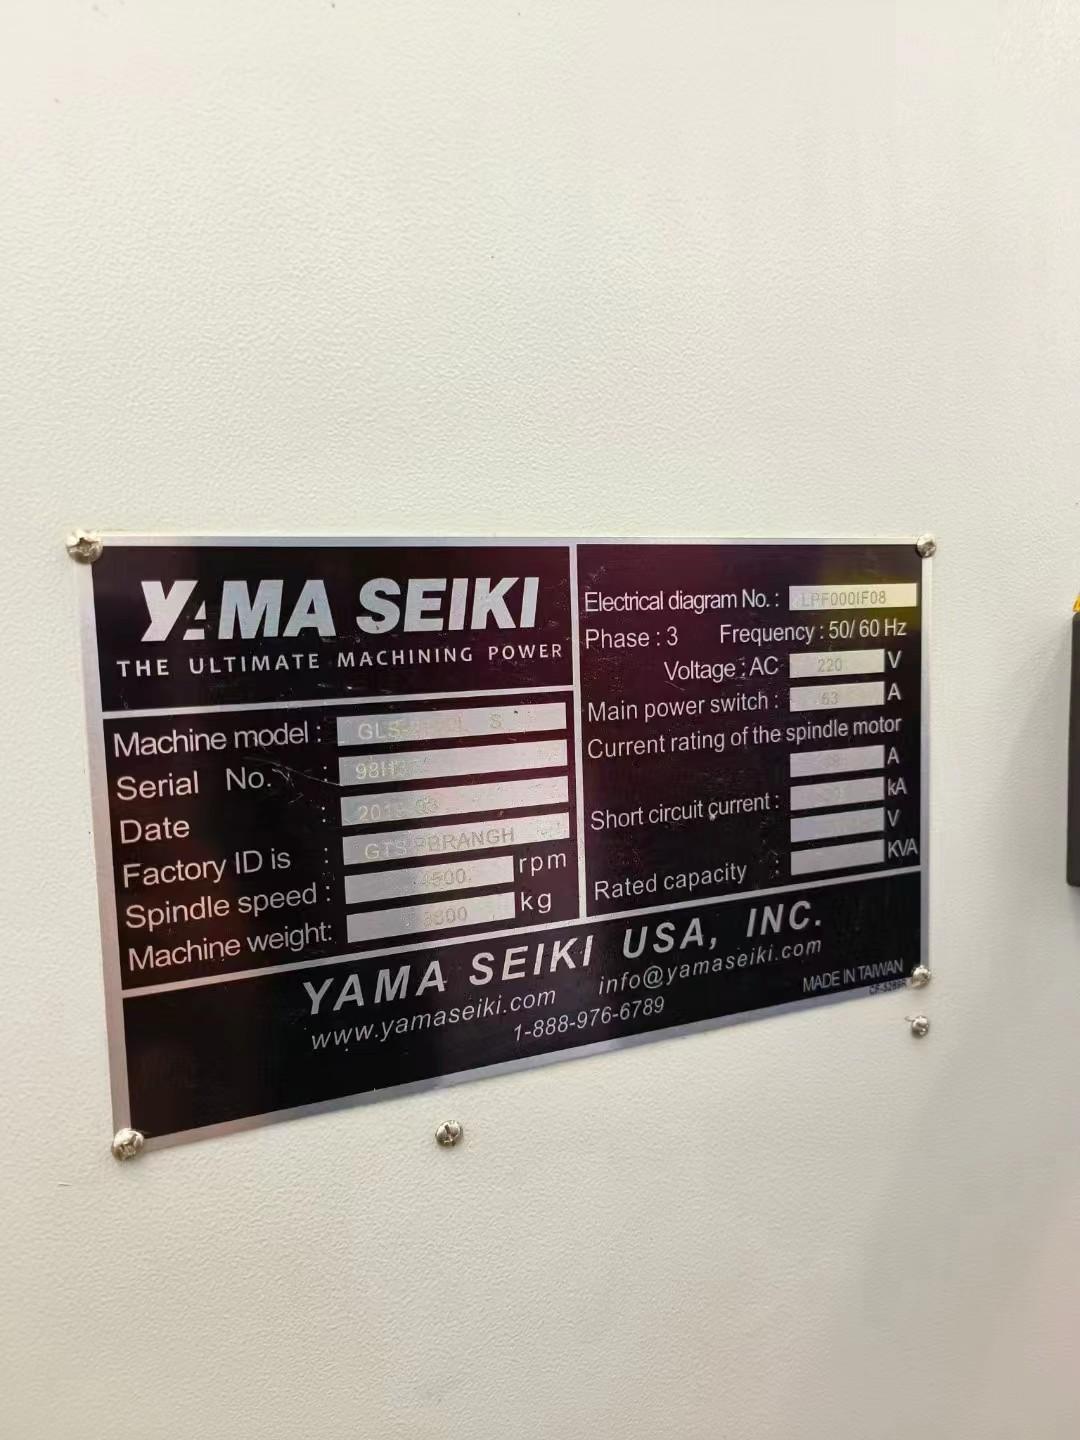 YAMA SEIKI
THE ULTIMATE MACHINING POWER
Machine model :
Serial No. :
Date :
Factory ID is :
Spindle speed : 4500 rpm
Machine weight: kg
Electrical diagram No. :
Phase : 3 Frequency : 50/ 60 Hz
Voltage : AC 220 V
Main power switch : 63 A
Current rating of the spindle motor
A
Short circuit current : kA
V
Rated capacity : KVA
YAMA SEIKI USA, INC.
www.yamaseiki.com info@yamaseiki.com
1-888-976-6789
MADE IN TAIWAN